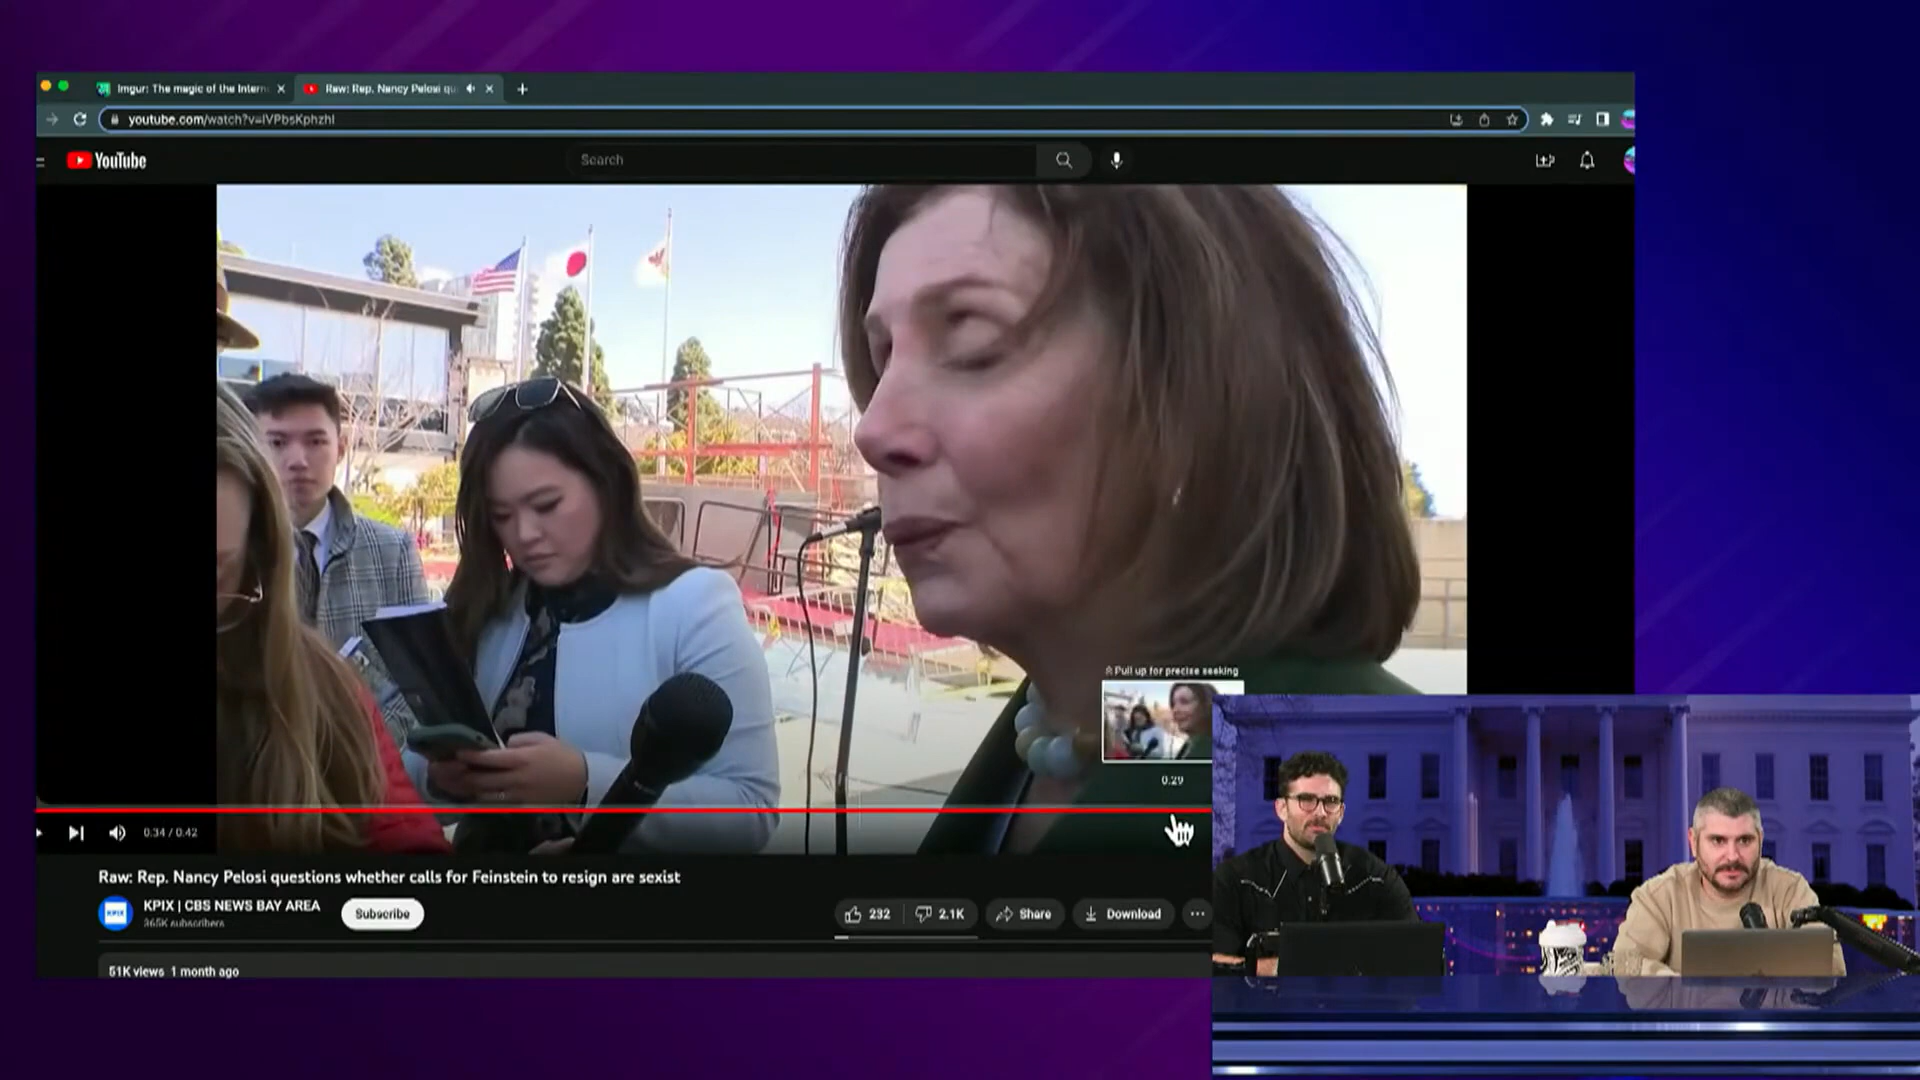 Imgur: The magic of the Intern
Raw: Rep. Nancy Pelosi qu
youtube.com/watch?v=IVPbsKphzhI
YouTube
Search
Pull up for precise seeking
0:29
0:34 / 0:42
Raw: Rep. Nancy Pelosi questions whether calls for Feinstein to resign are sexist
KPIX
KPIX | CBS NEWS BAY AREA
365K subscribers
Subscribe
232
2.1K
Share
Download
51K views 1 month ago